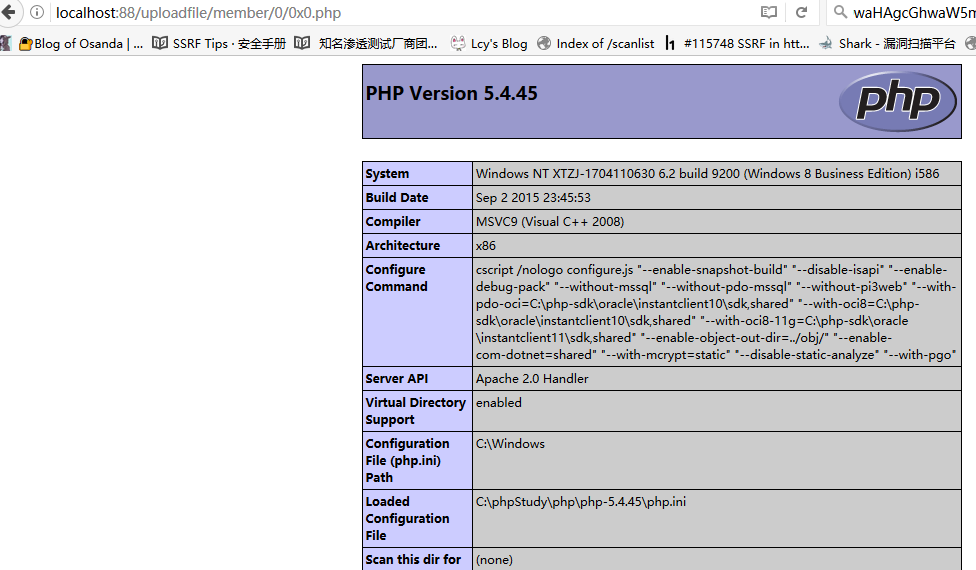 localhost:88/uploadfile/member/0/0x0.php
waHAgcGhwaW5m
Blog of Osanda | ... SSRF Tips · 安全手册 知名渗透测试厂商团... Lcy's Blog Index of /scanlist #115748 SSRF in htt... Shark - 漏洞扫描平台
PHP Version 5.4.45
php
System Windows NT XTZJ-1704110630 6.2 build 9200 (Windows 8 Business Edition) i586
Build Date Sep 2 2015 23:45:53
Compiler MSVC9 (Visual C++ 2008)
Architecture x86
Configure
Command
cscript /nologo configure.js "--enable-snapshot-build" "--disable-isapi" "--enable-
debug-pack" "--without-mssql" "--without-pdo-mssql" "--without-pi3web" "--with-
pdo-oci=C:\php-sdk\oracle\instantclient10\sdk,shared" "--with-oci8=C:\php-
sdk\oracle\instantclient10\sdk,shared" "--with-oci8-11g=C:\php-sdk\oracle
\instantclient11\sdk,shared" "--enable-object-out-dir=../obj/" "--enable-
com-dotnet=shared" "--with-mcrypt=static" "--disable-static-analyze" "--with-pgo"
Server API Apache 2.0 Handler
Virtual Directory
Support
enabled
Configuration
File (php.ini)
Path
C:\Windows
Loaded
Configuration
File
C:\phpStudy\php\php-5.4.45\php.ini
Scan this dir for (none)